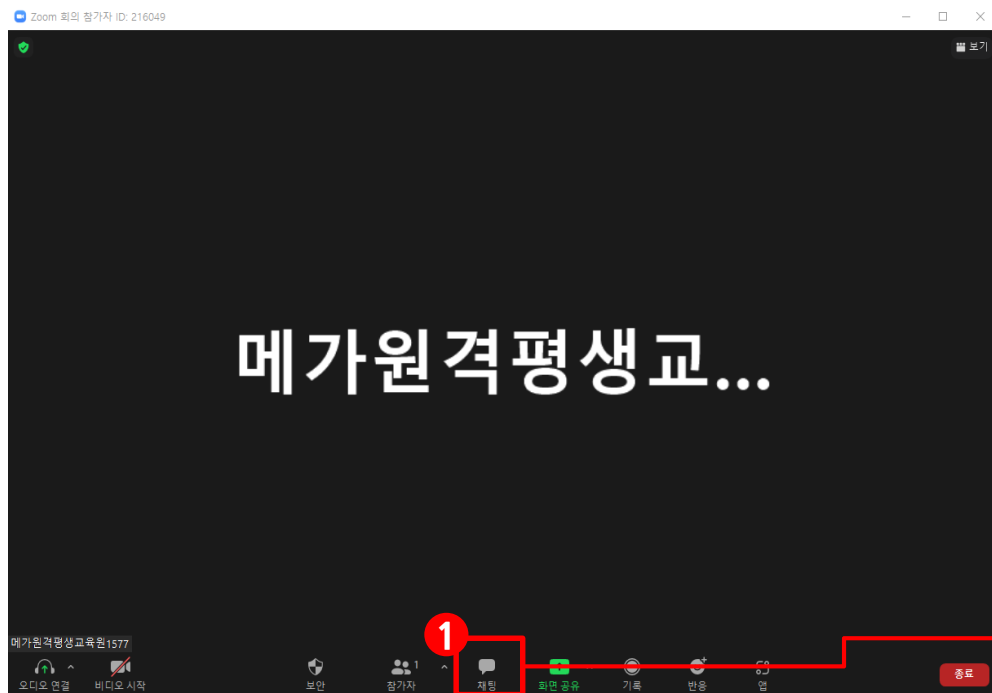 Zoom 회의 참가자 ID: 216049
보기
메가원격평생교...
메가원격평생교육원1577
1
1
오디오 연결 비디오 시작 보안 참가자 채팅 화면 공유 기록 반응 앱 종료